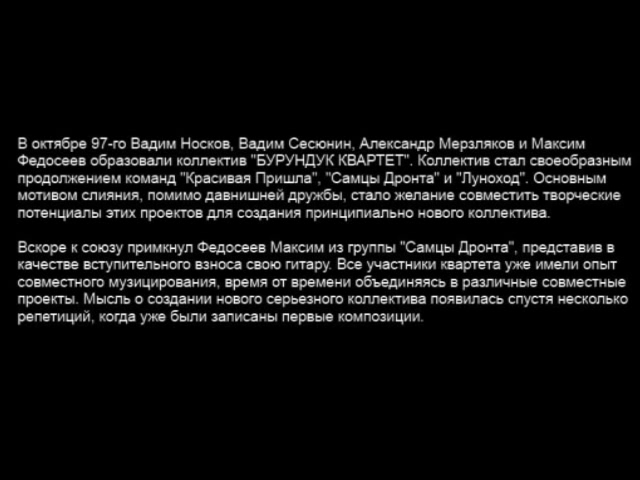 В октябре 97-го Вадим Носков, Вадим Сесюнин, Александр Мерзляков и Максим
Федосеев образовали коллектив "БУРУНДУК КВАРТЕТ". Коллектив стал своеобразным
продолжением команд "Красивая Пришла", "Самцы Дронта" и "Луноход". Основным
мотивом слияния, помимо давнишней дружбы, стало желание совместить творческие
потенциалы этих проектов для создания принципиально нового коллектива.
Вскоре к союзу примкнул Федосеев Максим из группы "Самцы Дронта", представив в
качестве вступительного взноса свою гитару. Все участники квартета уже имели опыт
совместного музицирования, время от времени объединяясь в различные совместные
проекты. Мысль о создании нового серьезного коллектива появилась спустя несколько
репетиций, когда уже были записаны первые композиции.